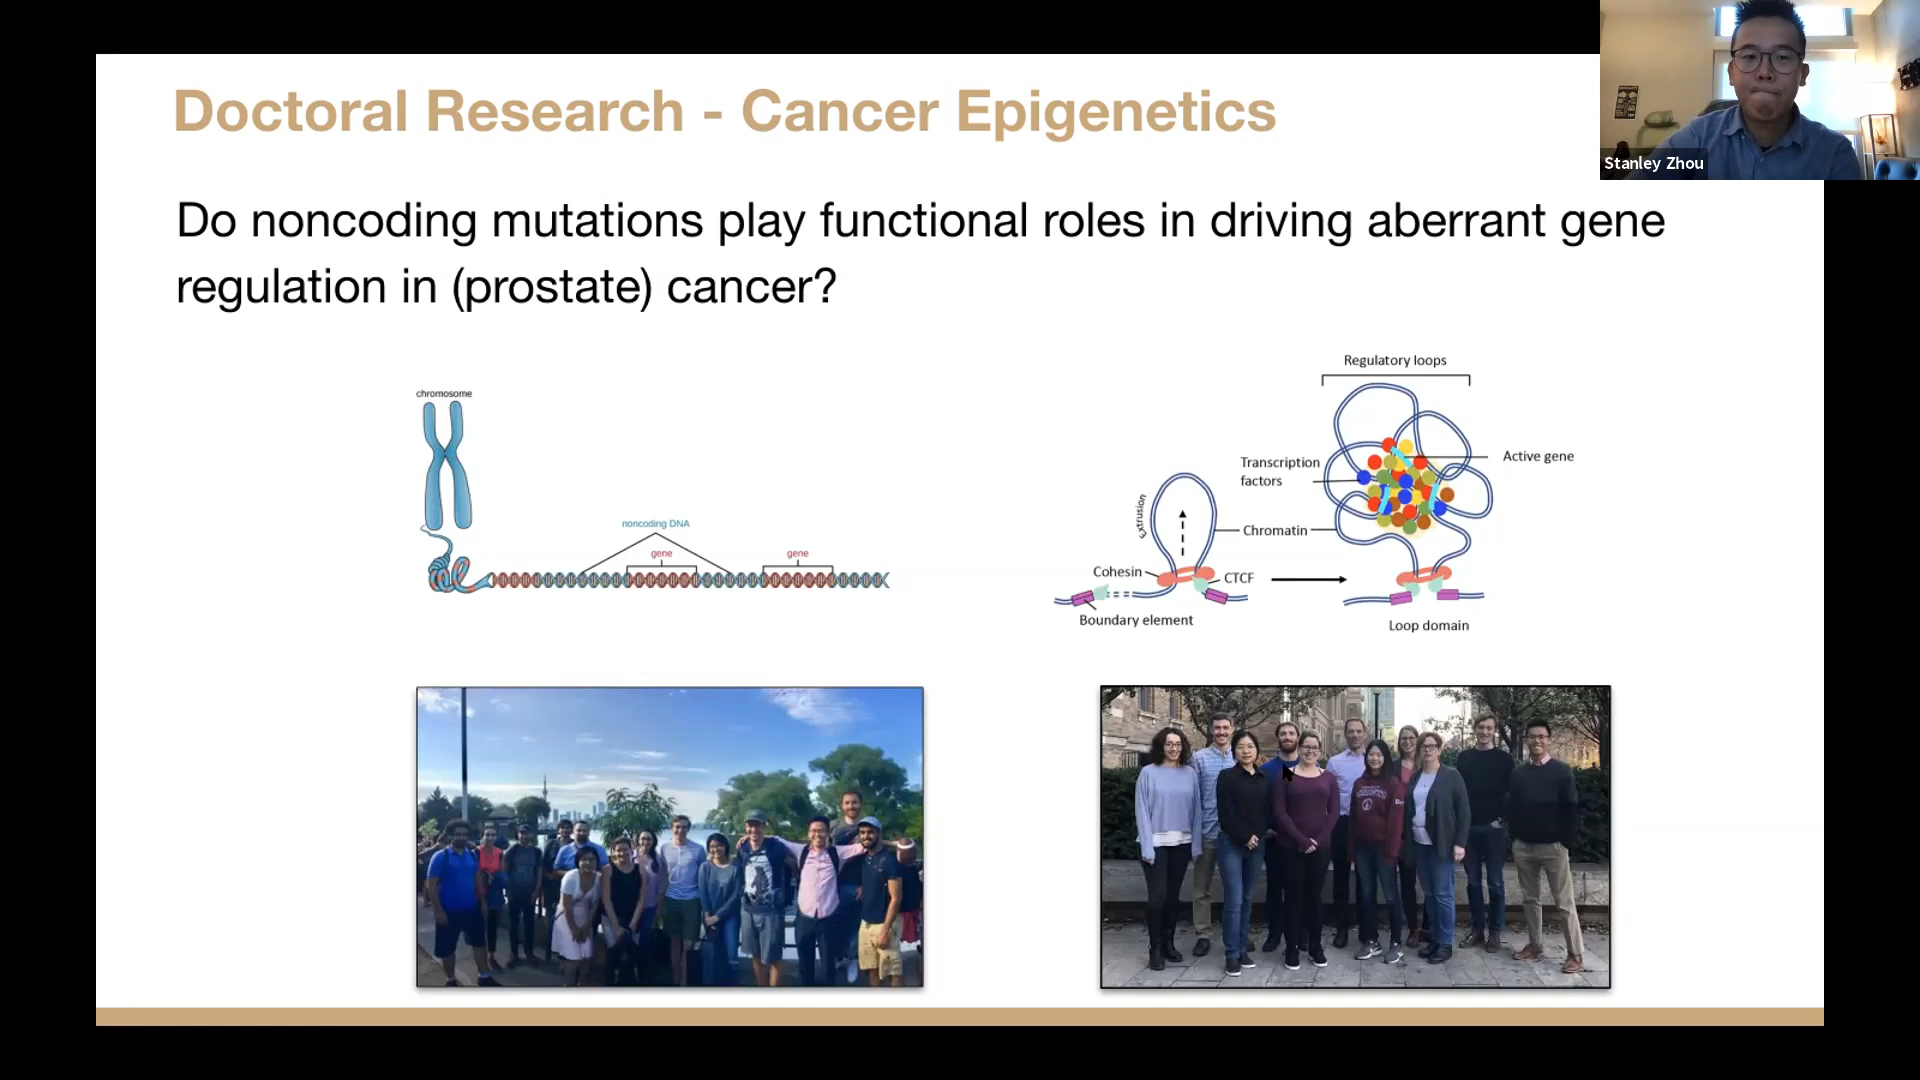 Doctoral Research - Cancer Epigenetics
Stanley Zhou
Do noncoding mutations play functional roles in driving aberrant gene
regulation in (prostate) cancer?
chromosome
noncoding DNA
gene
gene
Regulatory loops
Transcription
factors
Active gene
Extrusion
Chromatin
Cohesin
CTCF
Boundary element
Loop domain